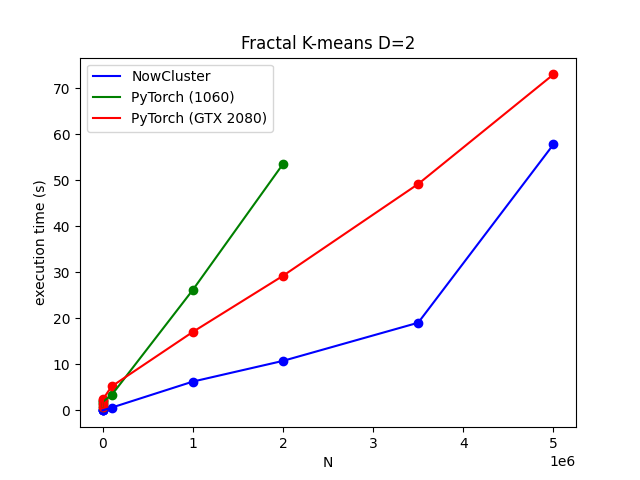 Fractal K-means D=2
NowCluster
PyTorch (1060)
PyTorch (GTX 2080)
execution time (s)
70
60
50
40
30
20
10
0
0 1 2 3 4 5
1e6
N